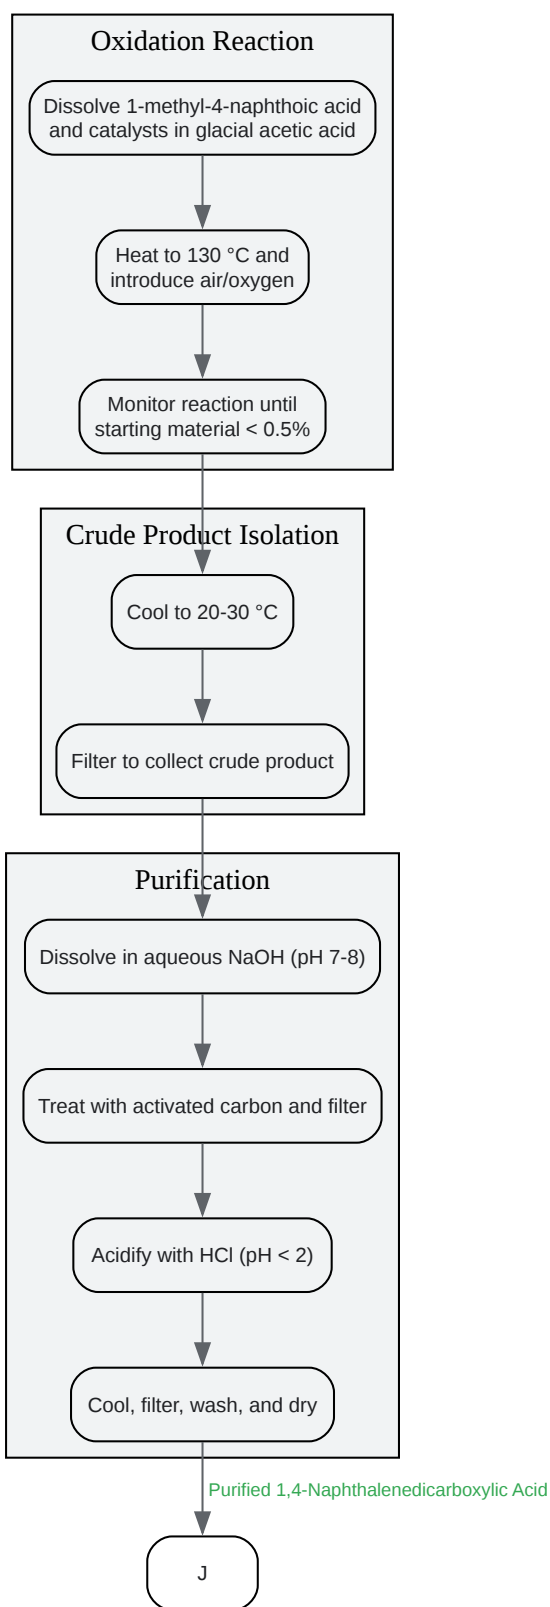 Oxidation Reaction
Dissolve 1-methyl-4-naphthoic acid
and catalysts in glacial acetic acid
Heat to 130 °C and
introduce air/oxygen
Monitor reaction until
starting material < 0.5%
Crude Product Isolation
Cool to 20-30 °C
Filter to collect crude product
Purification
Dissolve in aqueous NaOH (pH 7-8)
Treat with activated carbon and filter
Acidify with HCl (pH < 2)
Cool, filter, wash, and dry
Purified 1,4-Naphthalenedicarboxylic Acid
J